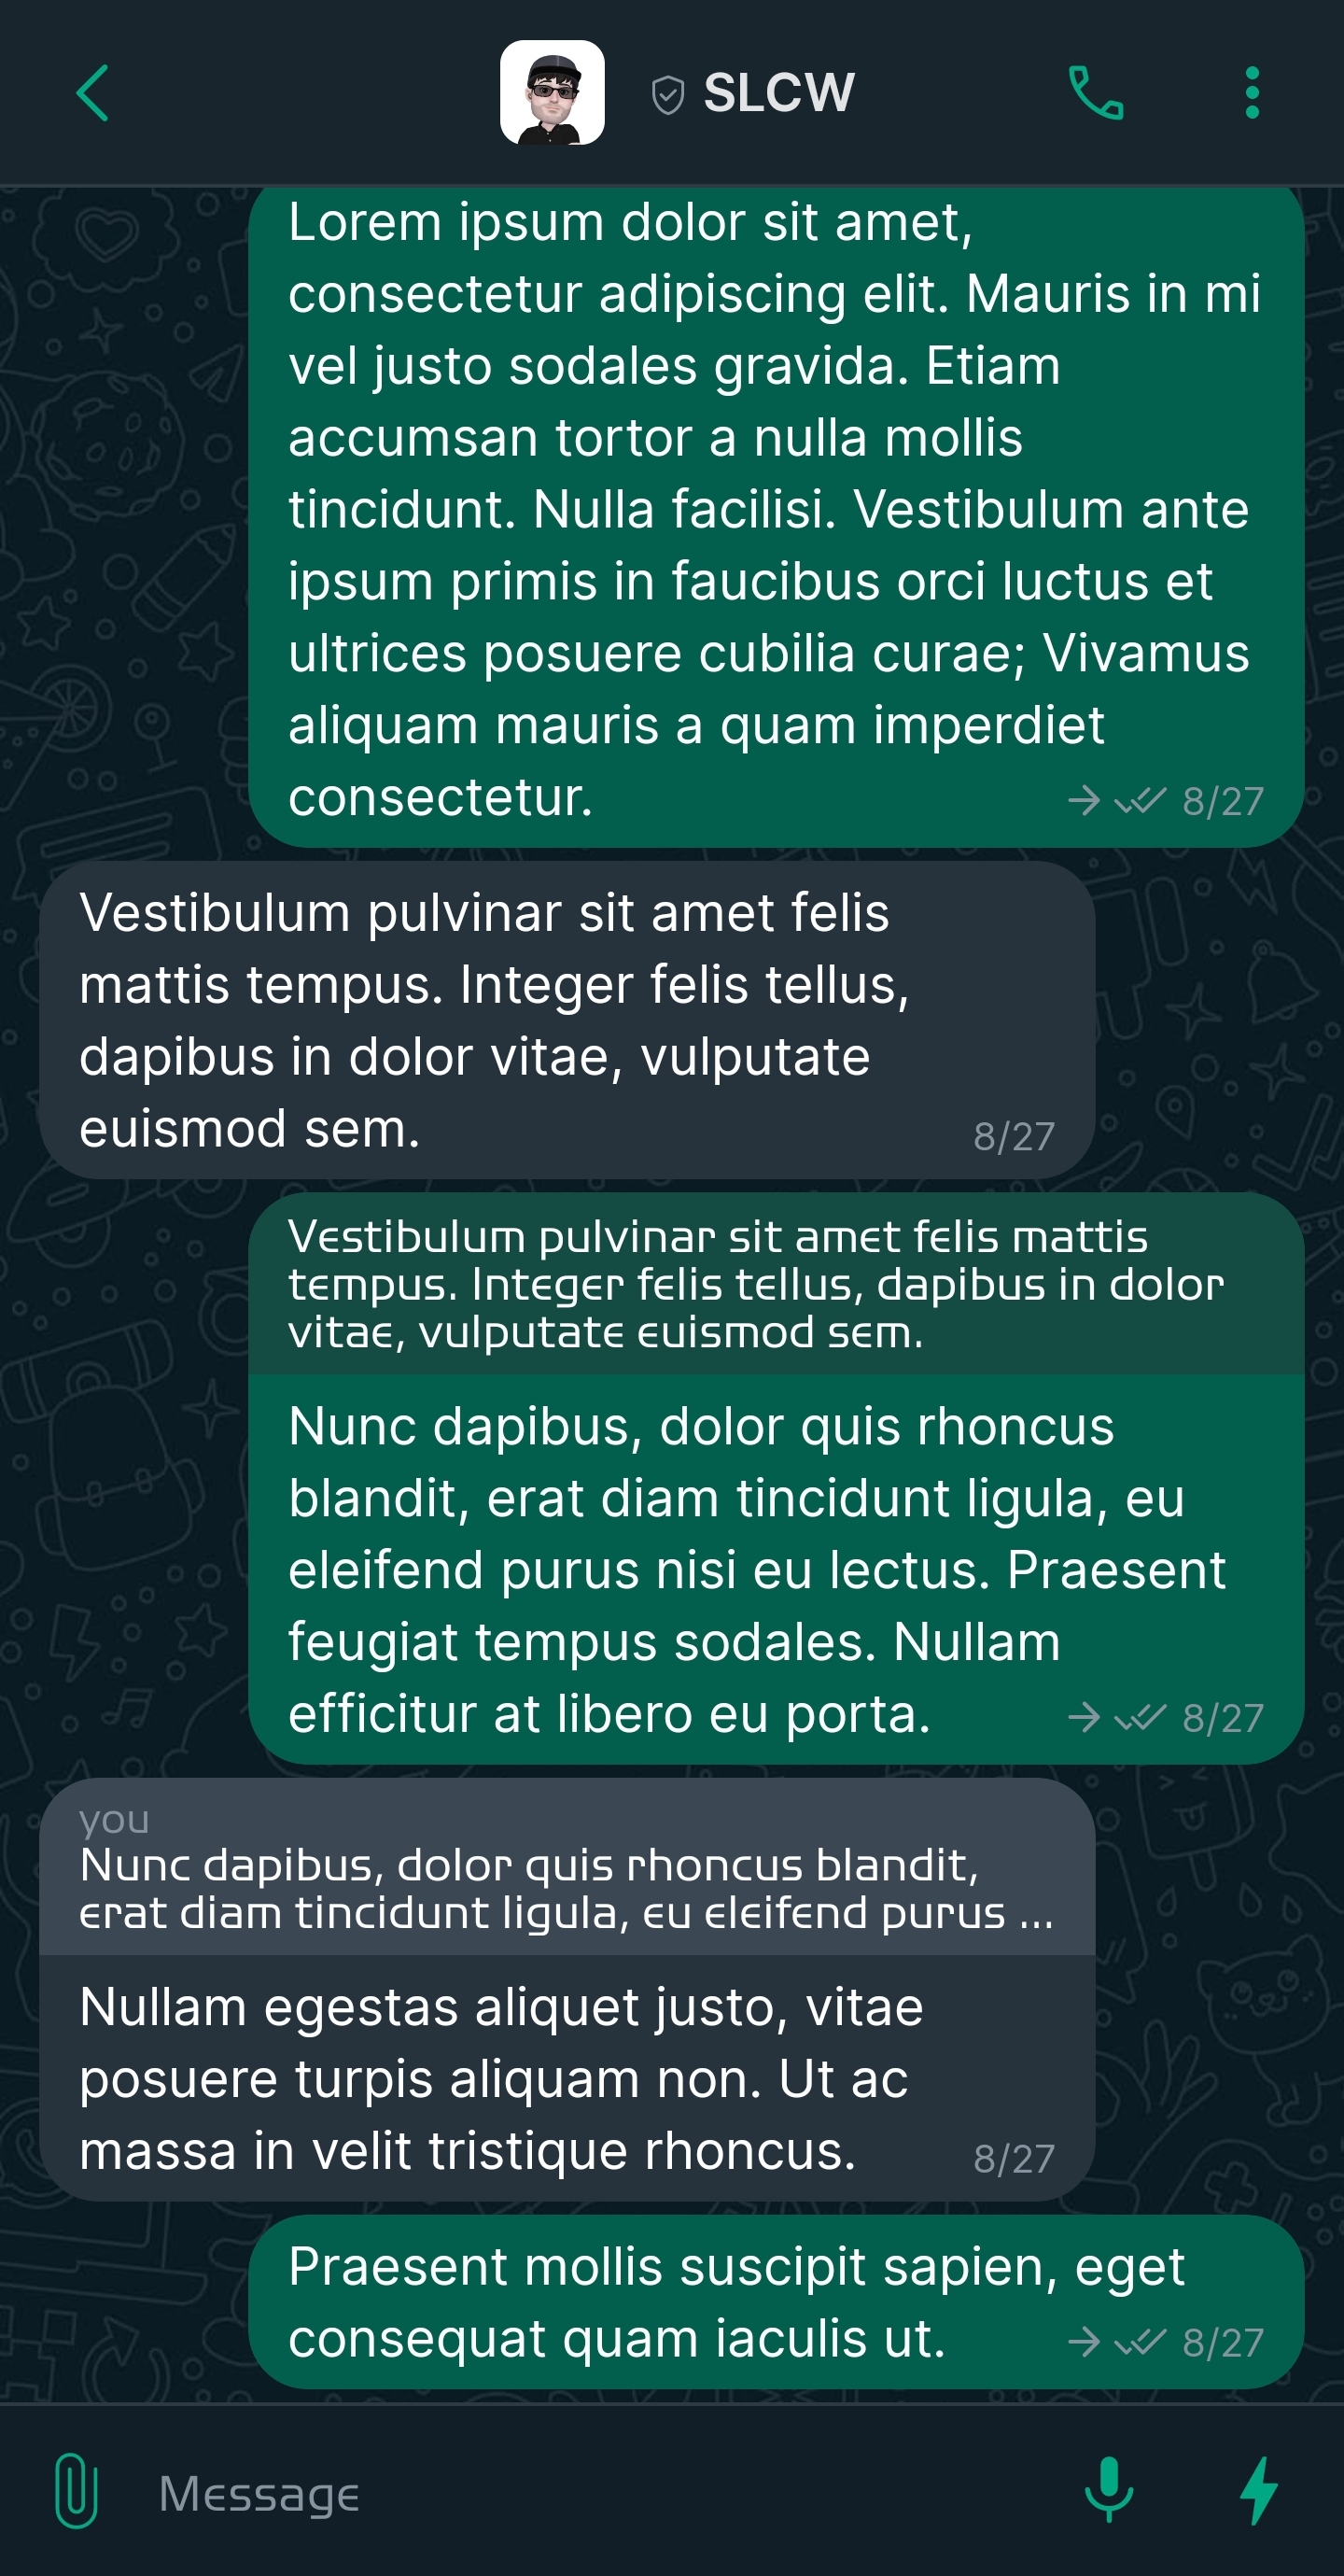 SLCW
Lorem ipsum dolor sit amet,
consectetur adipiscing elit. Mauris in mi
vel justo sodales gravida. Etiam
accumsan tortor a nulla mollis
tincidunt. Nulla facilisi. Vestibulum ante
ipsum primis in faucibus orci luctus et
ultrices posuere cubilia curae; Vivamus
aliquam mauris a quam imperdiet
consectetur.
8/27
Vestibulum pulvinar sit amet felis
mattis tempus. Integer felis tellus,
dapibus in dolor vitae, vulputate
euismod sem.
8/27
Vestibulum pulvinar sit amet felis mattis
tempus. Integer felis tellus, dapibus in dolor
vitae, vulputate euismod sem.
Nunc dapibus, dolor quis rhoncus
blandit, erat diam tincidunt ligula, eu
eleifend purus nisi eu lectus. Praesent
feugiat tempus sodales. Nullam
efficitur at libero eu porta.
8/27
you
Nunc dapibus, dolor quis rhoncus blandit,
erat diam tincidunt ligula, eu eleifend purus ...
Nullam egestas aliquet justo, vitae
posuere turpis aliquam non. Ut ac
massa in velit tristique rhoncus.
8/27
Praesent mollis suscipit sapien, eget
consequat quam iaculis ut.
8/27
Message